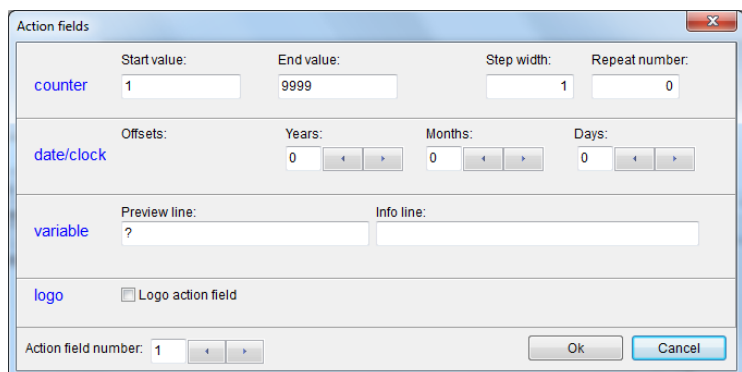 Action fields
Start value: End value: Step width: Repeat number:
counter 1 9999 1 0
Offsets: Years: Months: Days:
date/clock 0 0 0
Preview line: Info line:
variable ?
logo Logo action field
Action field number: 1 Ok Cancel